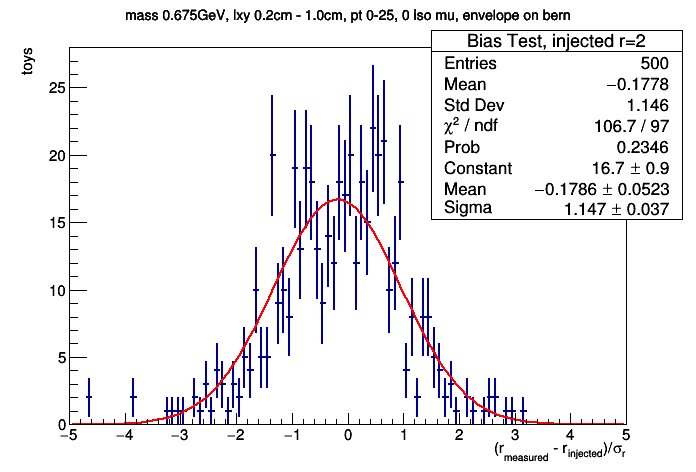 mass 0.675GeV, lxy 0.2cm - 1.0cm, pt 0-25, 0 Iso mu, envelope on bern
Bias Test, injected r=2
Entries 500
Mean −0.1778
Std Dev 1.146
χ² / ndf 106.7 / 97
Prob 0.2346
Constant 16.7 ± 0.9
Mean −0.1786 ± 0.0523
Sigma 1.147 ± 0.037
toys
25
20
15
10
5
0
−5 −4 −3 −2 −1 0 1 2 3 4 5
(r_measured - r_injected)/σ_r